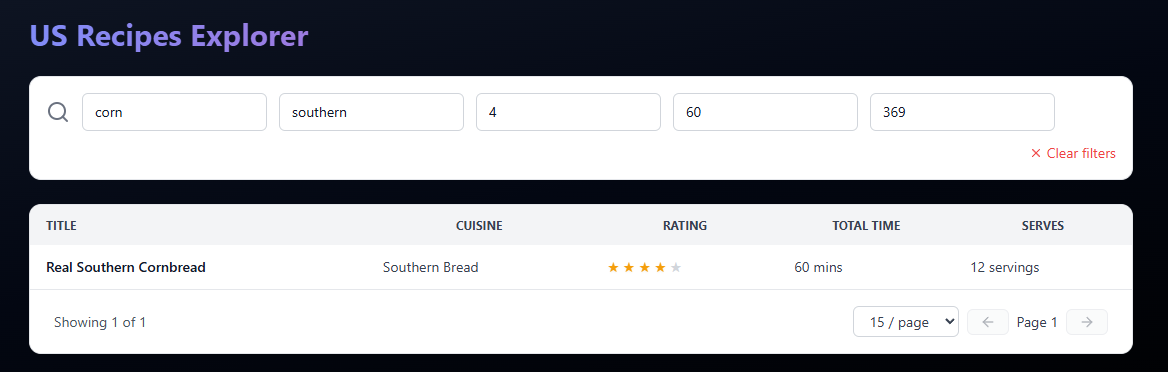 US Recipes Explorer
corn southern 4 60 369
× Clear filters
TITLE CUISINE RATING TOTAL TIME SERVES
Real Southern Cornbread Southern Bread ★★★★★ 60 mins 12 servings
Showing 1 of 1 15 / page ← Page 1 →